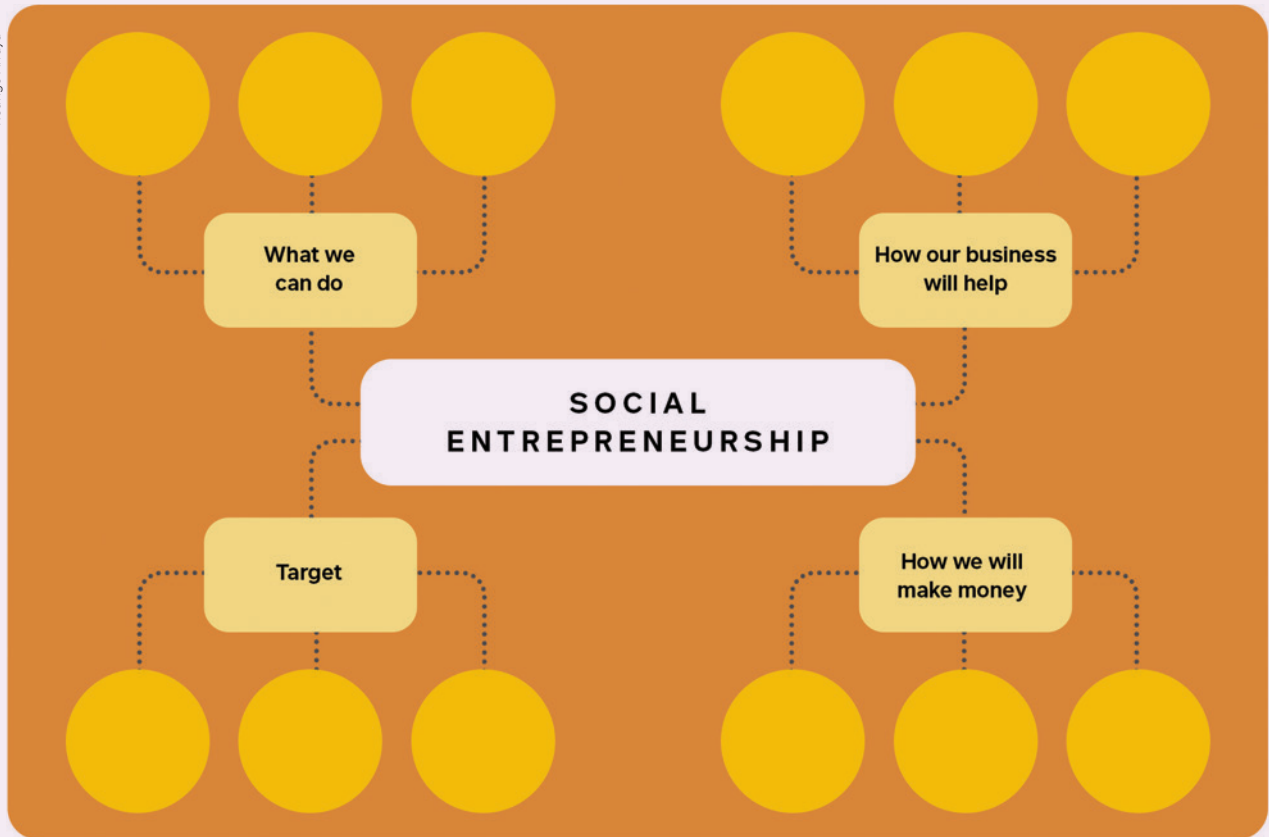 What we
can do
How our business
will help
SOCIAL
ENTREPRENEURSHIP
Target
How we will
make money